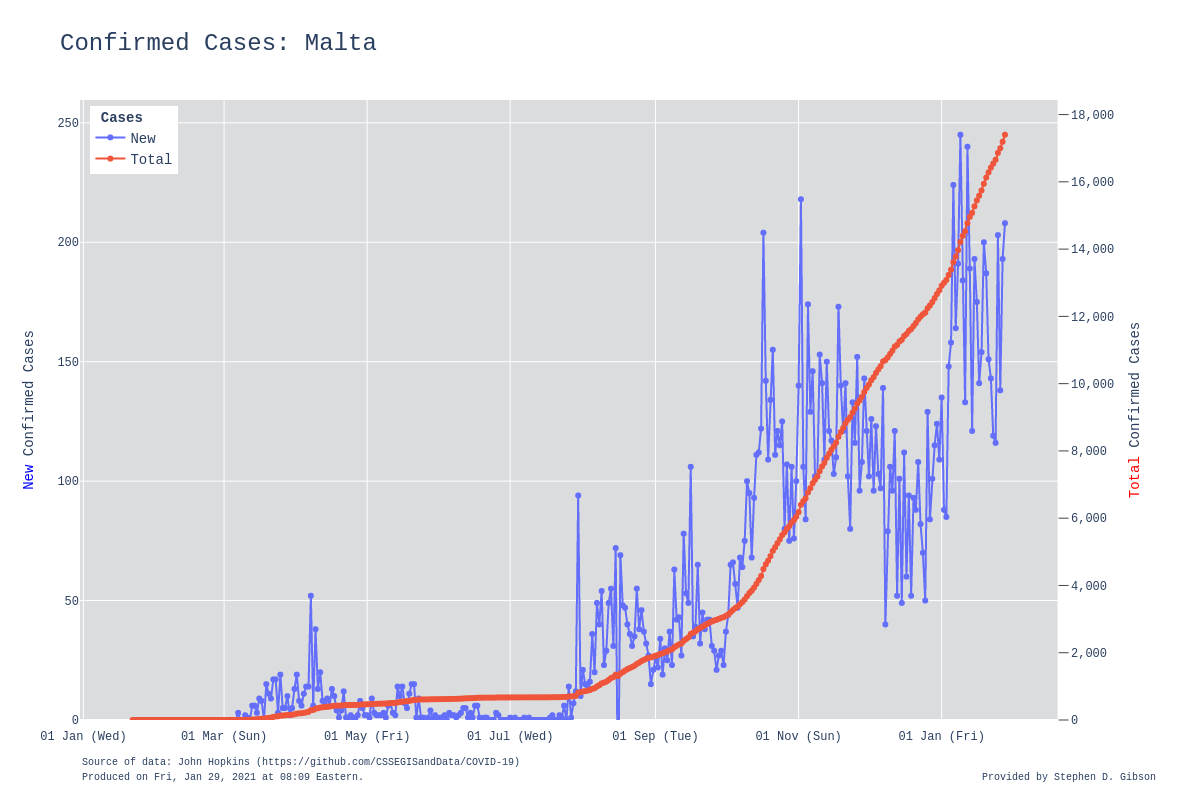 Confirmed Cases: Malta
Cases
New
Total
250
200
150
100
50
0
New Confirmed Cases
18,000
16,000
14,000
12,000
10,000
8,000
6,000
4,000
2,000
0
Total Confirmed Cases
01 Jan (Wed)
01 Mar (Sun)
01 May (Fri)
01 Jul (Wed)
01 Sep (Tue)
01 Nov (Sun)
01 Jan (Fri)
Source of data: John Hopkins (https://github.com/CSSEGISandData/COVID-19)
Produced on Fri, Jan 29, 2021 at 08:09 Eastern.
Provided by Stephen D. Gibson